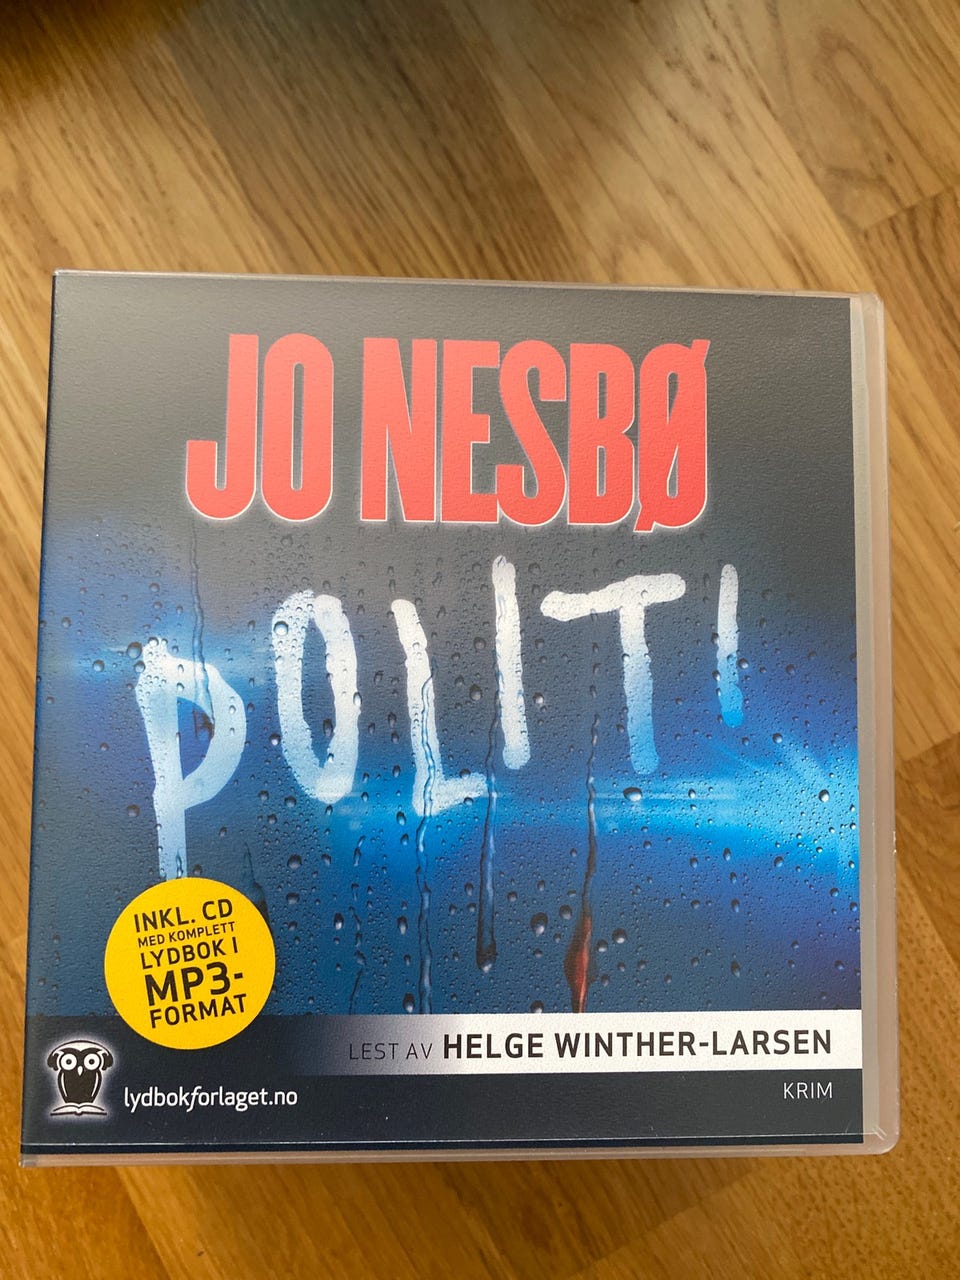 JO NESBØ
POLITI
INKL. CD
MED KOMPLETT
LYDBOK I
MP3-
FORMAT
LEST AV HELGE WINTHER-LARSEN
lydbokforlaget.no
KRIM